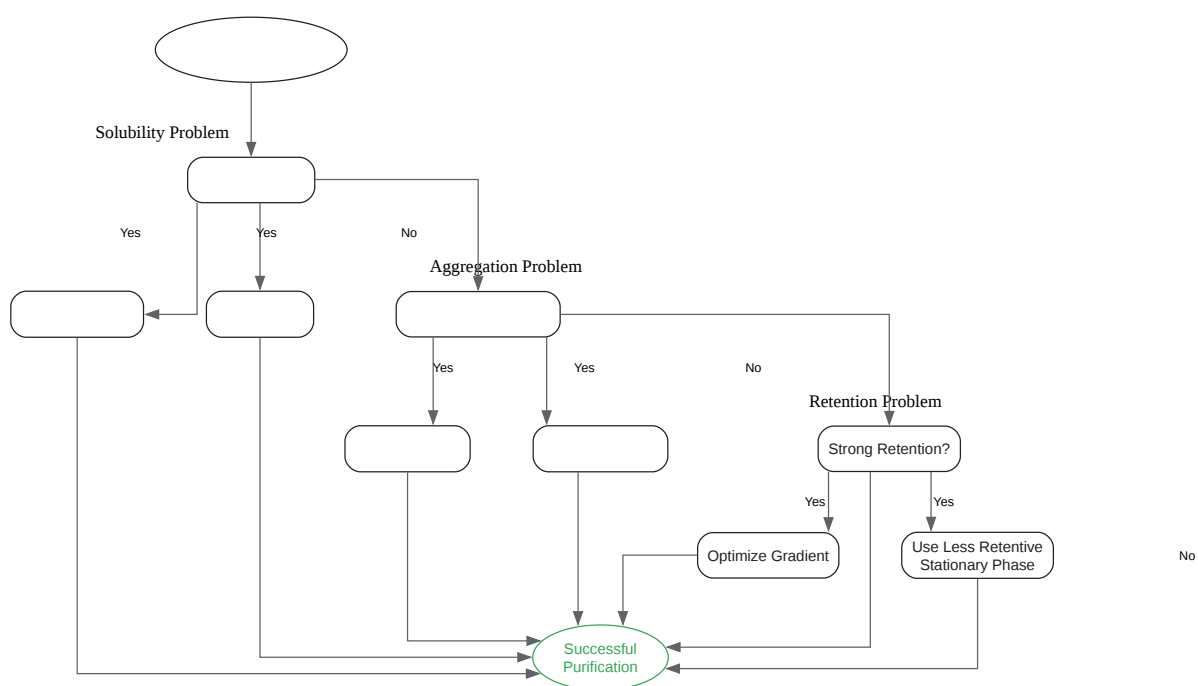 Solubility Problem
Yes
Yes
No
Aggregation Problem
Yes
Yes
No
Retention Problem
Strong Retention?
Yes
Yes
Optimize Gradient
Use Less Retentive
Stationary Phase
No
Successful
Purification